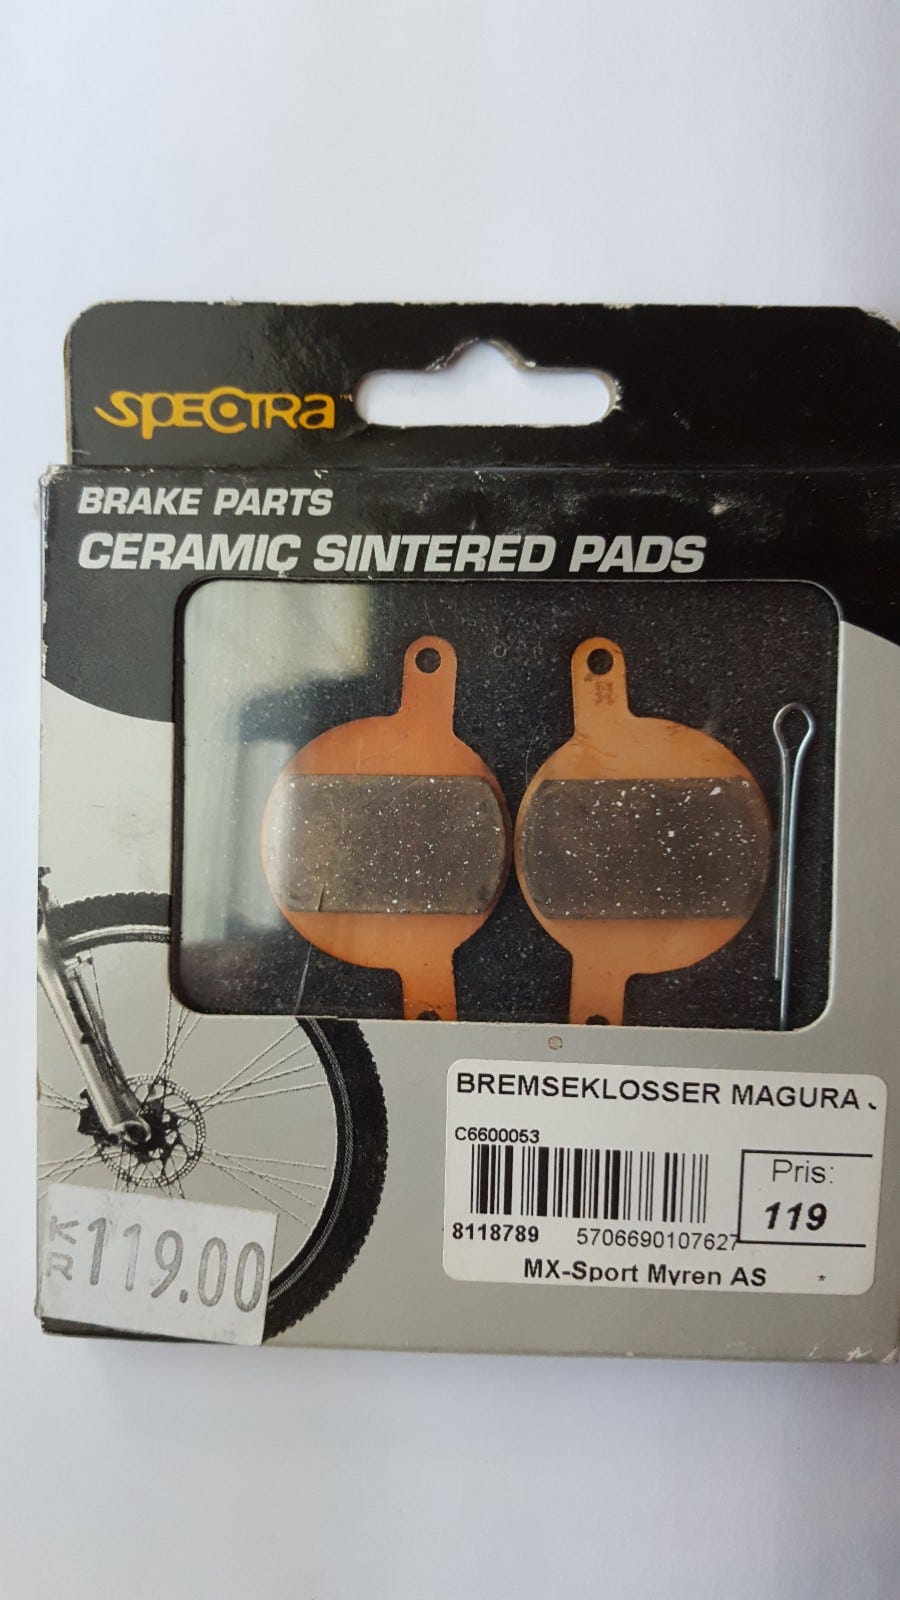 SPECTRA™
BRAKE PARTS
CERAMIC SINTERED PADS
BREMSEKLOSSER MAGURA
C6600053
Pris:
119
8118789 5706690107627
MX-Sport Myren AS *
KR 119.00